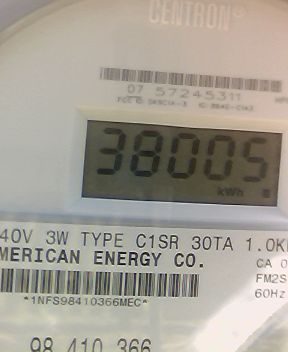 CENTRON®
07 57245311
38005
kWh
40V 3W TYPE C1SR 30TA 1.0K
MERICAN ENERGY CO.
CA 0
FM2S
*1NFS98410366MEC*
60Hz
98 410 366